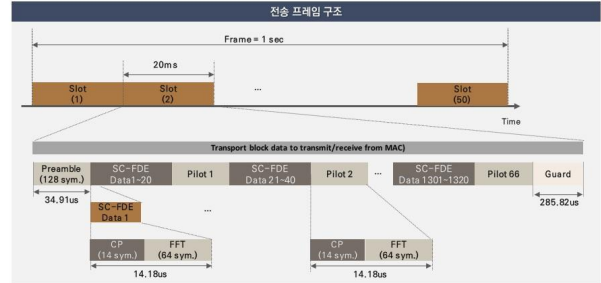 전송 프레임 구조
Frame = 1 sec
20ms
Slot
(1)
Slot
(2)
...
Slot
(50)
Time
Transport block data to transmit/receive from MAC)
Preamble
(128 sym.)
SC-FDE
Data1~20
Pilot 1
SC-FDE
Data 21~40
Pilot 2
...
SC-FDE
Data 1301~1320
Pilot 66
Guard
34.91us
285.82us
SC-FDE
Data 1
...
CP
(14 sym.)
FFT
(64 sym.)
CP
(14 sym.)
FFT
(64 sym.)
14.18us
14.18us